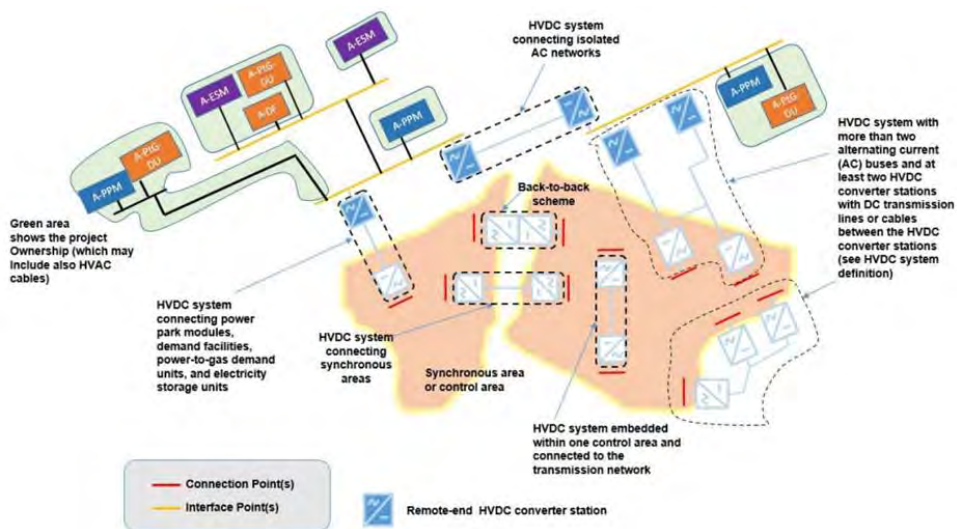 A-ESM
A-PtG-
DU
A-ESM
A-DF
A-PtG-
DU
A-PPM
A-PPM
HVDC system
connecting isolated
AC networks
A-PPM
A-PtG-
DU
HVDC system with
more than two
alternating current
(AC) buses and at
least two HVDC
converter stations
with DC transmission
lines or cables
between the HVDC
converter stations
(see HVDC system
definition)
Green area
shows the project
Ownership (which may
Include also HVAC
cables)
Back-to-back
scheme
HVDC system
connecting power
park modules,
demand facilities,
power-to-gas demand
units, and electricity
storage units
HVDC system
connecting
synchronous
areas
Synchronous area
or control area
HVDC system embedded
within one control area and
connected to the
transmission network
Connection Point(s)
Interface Point(s)
Remote-end HVDC converter station